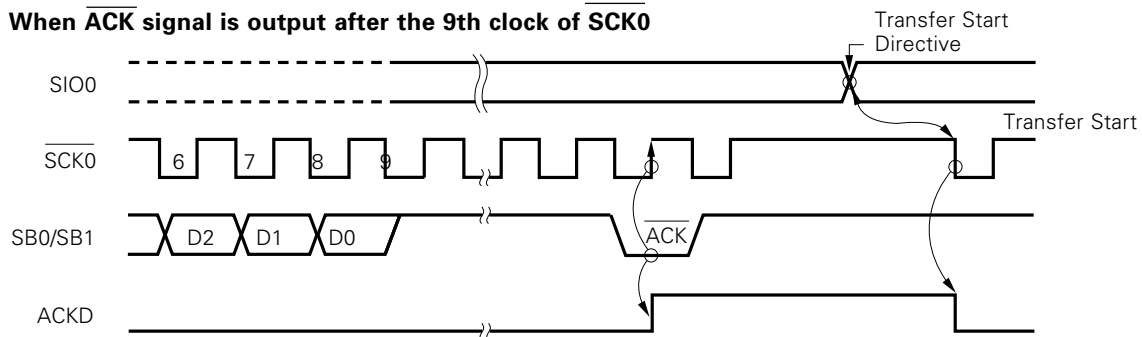 When ACK signal is output after the 9th clock of SCK0
Transfer Start
Directive
SIO0
Transfer Start
SCK0
6 7 8 9
SB0/SB1
D2 D1 D0
ACK
ACKD